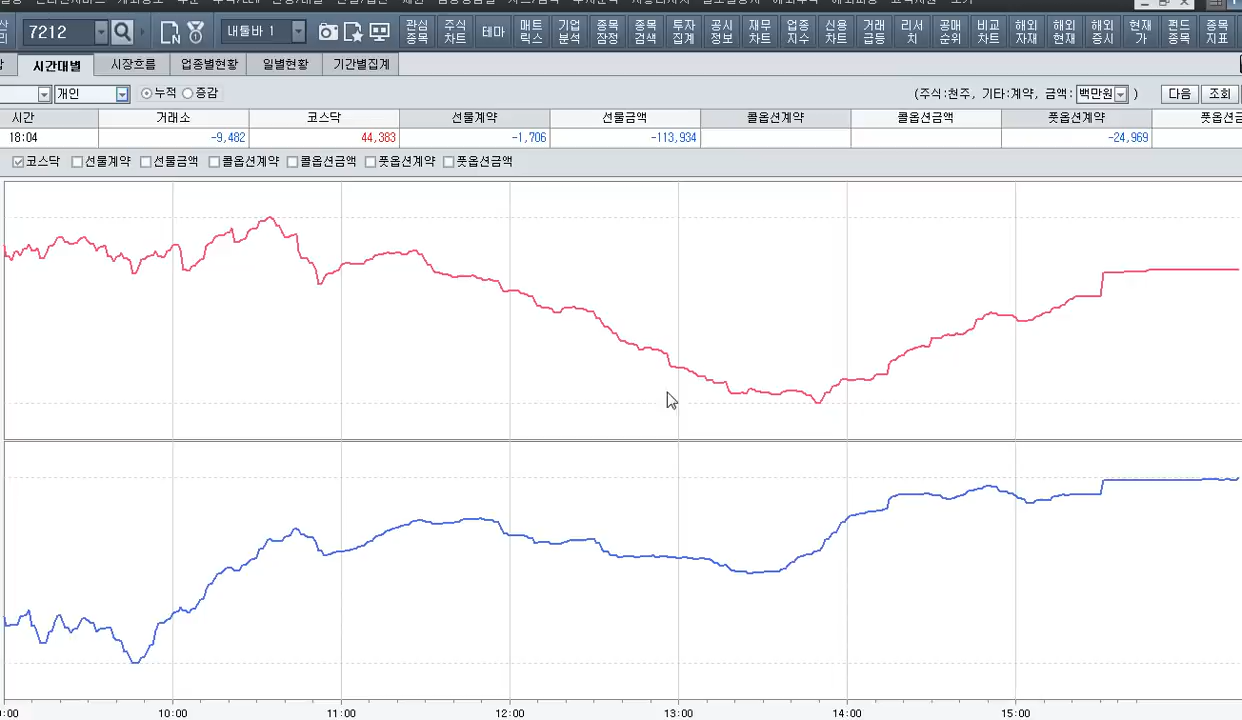 7212 내툴바 1 관심종목 주식차트 테마 매트릭스 기업분석 종목잠정 종목검색 투자집계 공시정보 재무차트 업종지수 신용차트 거래급등 리서치 공매순위 비교차트 해외자재 해외현재 해외증시 현재가 펀드종목 종목지표
시간대별 시장흐름 업종별현황 일별현황 기간별집계
개인 누적 증감 (주식:천주, 기타:계약, 금액: 백만원 ) 다음 조회
시간 거래소 코스닥 선물계약 선물금액 콜옵션계약 콜옵션금액 풋옵션계약 풋옵션금
18:04 -9,482 44,383 -1,706 -113,934 -24,969
코스닥 선물계약 선물금액 콜옵션계약 콜옵션금액 풋옵션계약 풋옵션금액
:00 10:00 11:00 12:00 13:00 14:00 15:00